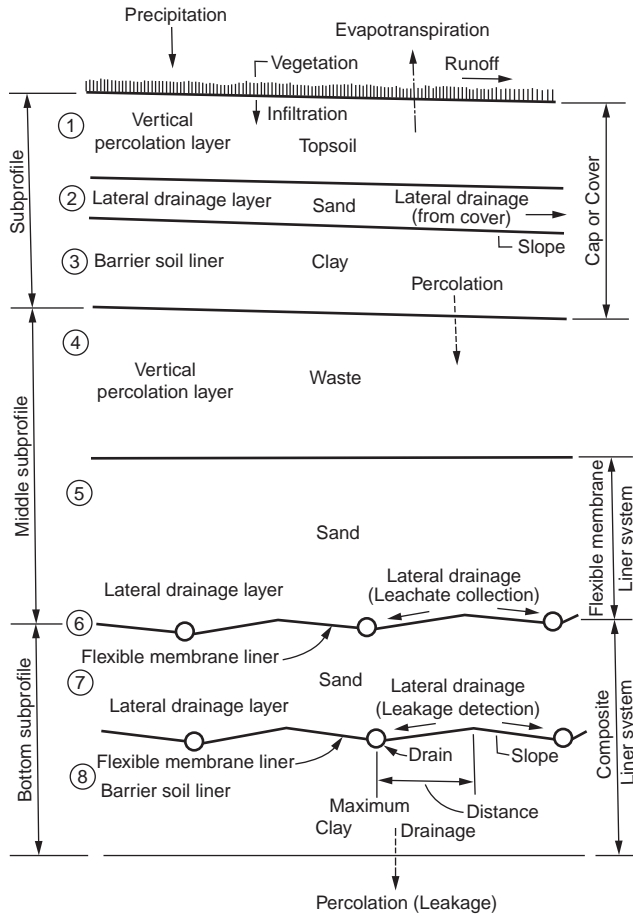 Precipitation
Evapotranspiration
Vegetation
Runoff
Infiltration
1
Vertical
percolation layer
Topsoil
2
Lateral drainage layer
Sand
Lateral drainage
(from cover)
Slope
3
Barrier soil liner
Clay
Percolation
Subprofile
Cap or Cover
4
Vertical
percolation layer
Waste
5
Sand
Lateral drainage layer
Lateral drainage
(Leachate collection)
Middle subprofile
Flexible membrane
Liner system
6
Flexible membrane liner
7
Sand
Lateral drainage layer
Lateral drainage
(Leakage detection)
Flexible membrane liner
Drain
Slope
8
Barrier soil liner
Maximum
Distance
Clay
Drainage
Bottom subprofile
Composite
Liner system
Percolation (Leakage)